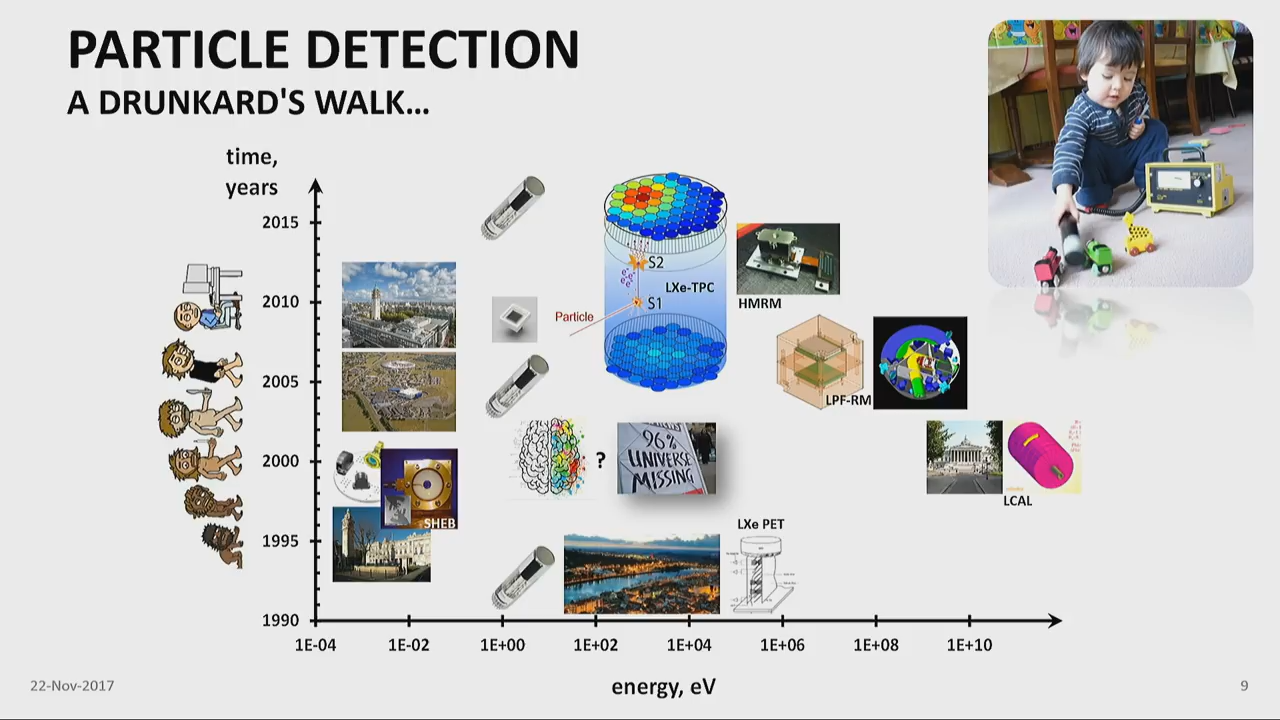 PARTICLE DETECTION
A DRUNKARD'S WALK...
time,
years
2015
2010
2005
2000
1995
1990
S2
LXe-TPC
S1
Particle
HMRM
LPF-RM
?
96%
UNIVERSE
MISSING
LCAL
SHEB
LXe PET
1E-04
1E-02
1E+00
1E+02
1E+04
1E+06
1E+08
1E+10
energy, eV
22-Nov-2017
9